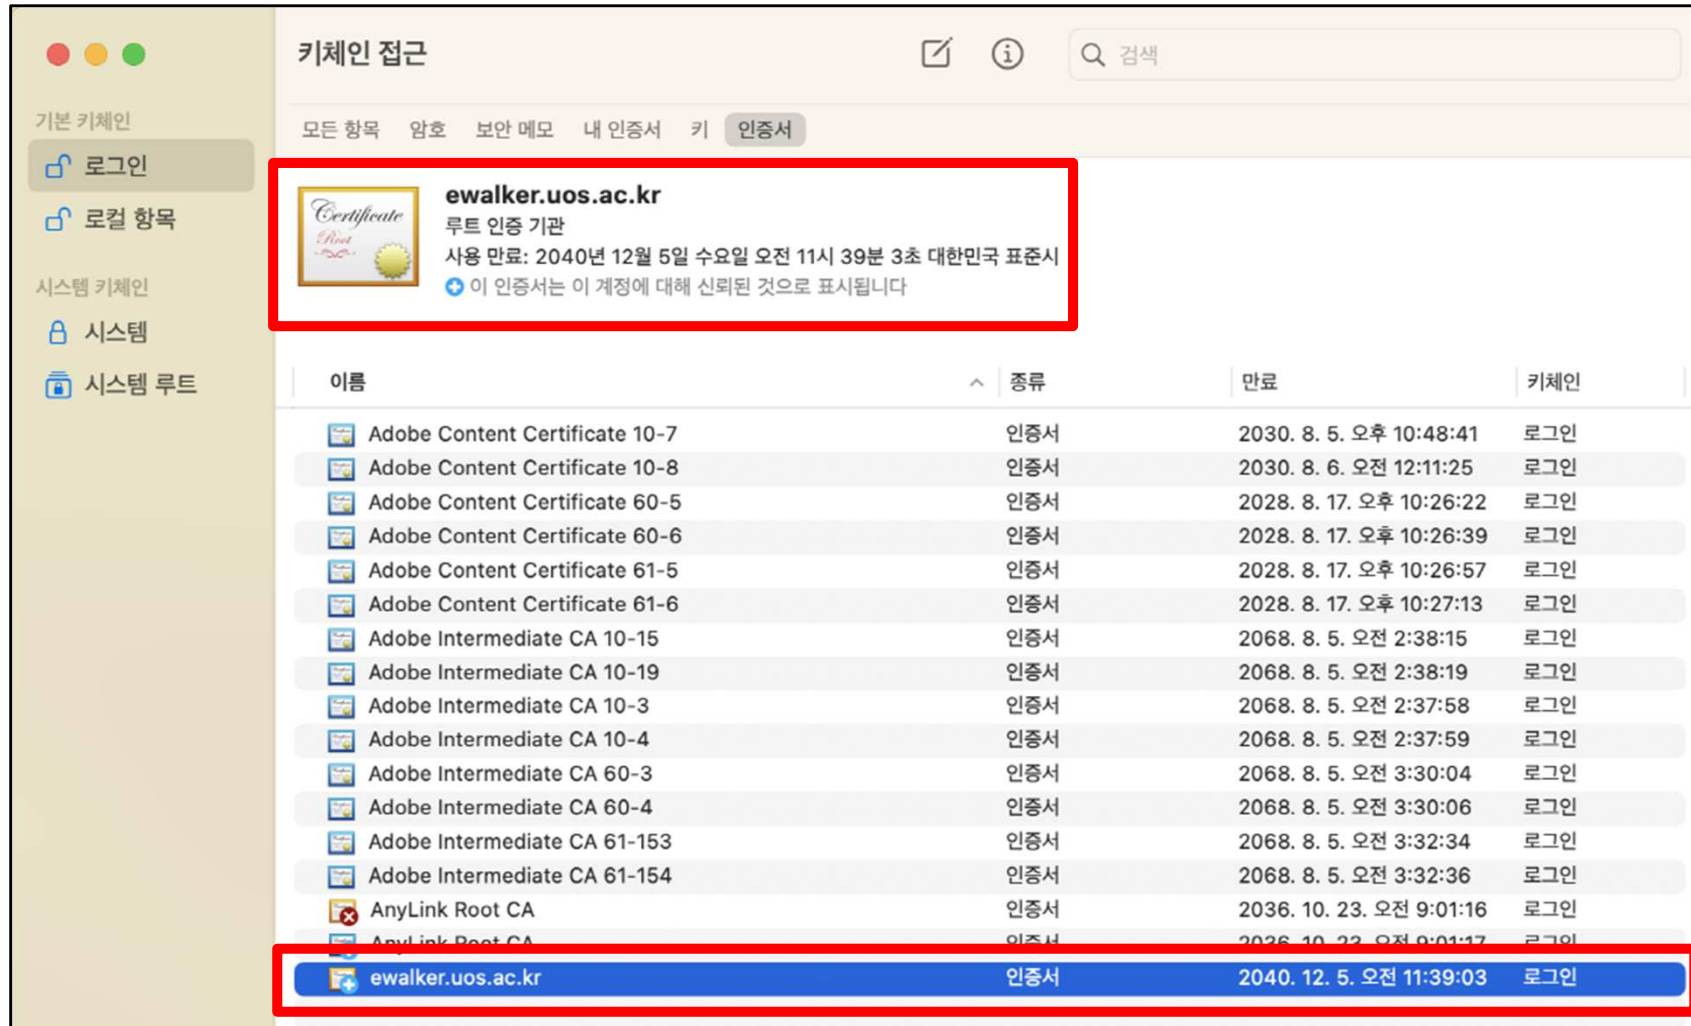 키체인 접근
검색
기본 키체인
로그인
로컬 항목
시스템 키체인
시스템
시스템 루트
모든 항목 암호 보안 메모 내 인증서 키 인증서
Certificate
Root
ewalker.uos.ac.kr
루트 인증 기관
사용 만료: 2040년 12월 5일 수요일 오전 11시 39분 3초 대한민국 표준시
이 인증서는 이 계정에 대해 신뢰된 것으로 표시됩니다
이름 종류 만료 키체인
Adobe Content Certificate 10-7 인증서 2030. 8. 5. 오후 10:48:41 로그인
Adobe Content Certificate 10-8 인증서 2030. 8. 6. 오전 12:11:25 로그인
Adobe Content Certificate 60-5 인증서 2028. 8. 17. 오후 10:26:22 로그인
Adobe Content Certificate 60-6 인증서 2028. 8. 17. 오후 10:26:39 로그인
Adobe Content Certificate 61-5 인증서 2028. 8. 17. 오후 10:26:57 로그인
Adobe Content Certificate 61-6 인증서 2028. 8. 17. 오후 10:27:13 로그인
Adobe Intermediate CA 10-15 인증서 2068. 8. 5. 오전 2:38:15 로그인
Adobe Intermediate CA 10-19 인증서 2068. 8. 5. 오전 2:38:19 로그인
Adobe Intermediate CA 10-3 인증서 2068. 8. 5. 오전 2:37:58 로그인
Adobe Intermediate CA 10-4 인증서 2068. 8. 5. 오전 2:37:59 로그인
Adobe Intermediate CA 60-3 인증서 2068. 8. 5. 오전 3:30:04 로그인
Adobe Intermediate CA 60-4 인증서 2068. 8. 5. 오전 3:30:06 로그인
Adobe Intermediate CA 61-153 인증서 2068. 8. 5. 오전 3:32:34 로그인
Adobe Intermediate CA 61-154 인증서 2068. 8. 5. 오전 3:32:36 로그인
AnyLink Root CA 인증서 2036. 10. 23. 오전 9:01:16 로그인
AnyLink Root CA 인증서 2036. 10. 23. 오전 9:01:17 로그인
ewalker.uos.ac.kr 인증서 2040. 12. 5. 오전 11:39:03 로그인